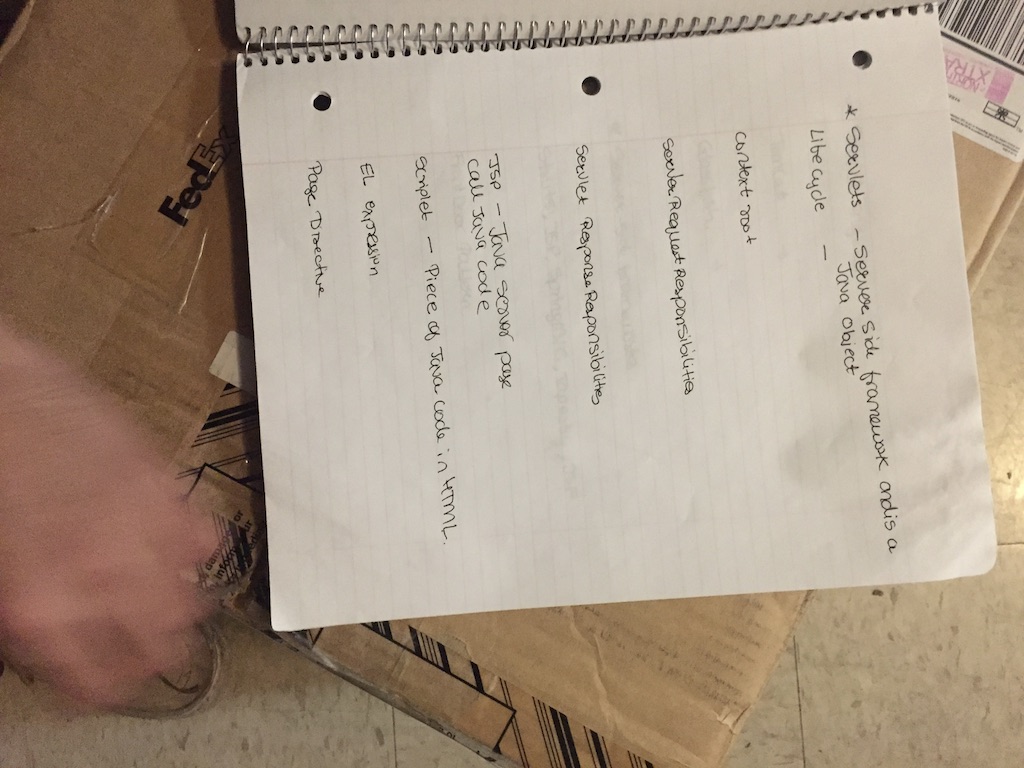 * Servlets - Server side framework and is a
Java object
Life cycle -
Context root
Servlet Request Responsibilities
Servlet Response Responsibilities
JSP - Java server page
Call Java code
Scriplet - Piece of Java code in HTML.
EL expression
Page Directive
FedEx
XTRA